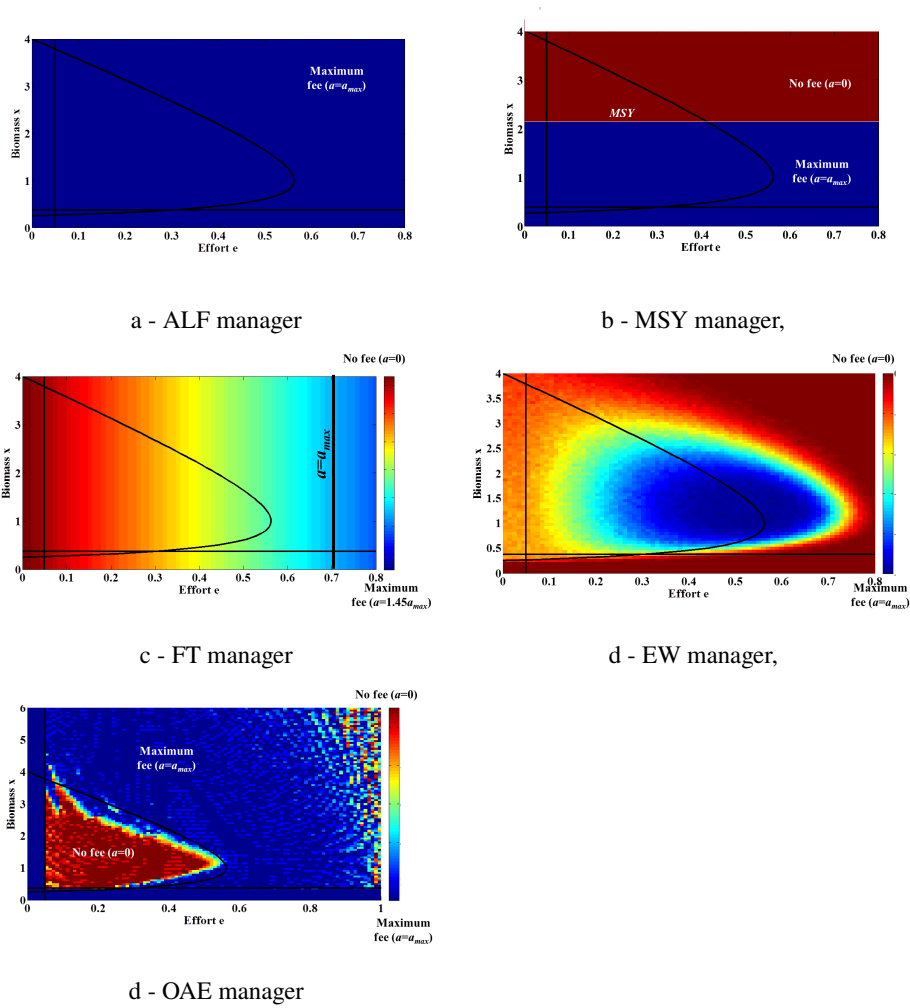 4
3
2
1
0
Biomass x
Maximum
fee (a=a_max)
0 0.1 0.2 0.3 0.4 0.5 0.6 0.7 0.8
Effort e
a - ALF manager
4
3
2
1
0
Biomass x
No fee (a=0)
MSY
Maximum
fee (a=a_max)
0 0.1 0.2 0.3 0.4 0.5 0.6 0.7 0.8
Effort e
b - MSY manager,
No fee (a=0)
4
3
2
1
0
Biomass x
a=a_max
0 0.1 0.2 0.3 0.4 0.5 0.6 0.7 0.8
Effort e
Maximum
fee (a=1.45a_max)
c - FT manager
No fee (a=0)
4
3.5
3
2.5
2
1.5
1
0.5
0
Biomass x
0 0.1 0.2 0.3 0.4 0.5 0.6 0.7 0.8
Effort e
Maximum
fee (a=a_max)
d - EW manager,
No fee (a=0)
6
5
4
3
2
1
0
Biomass x
Maximum
fee (a=a_max)
No fee (a=0)
0 0.2 0.4 0.6 0.8 1
Effort e
Maximum
fee (a=a_max)
d - OAE manager